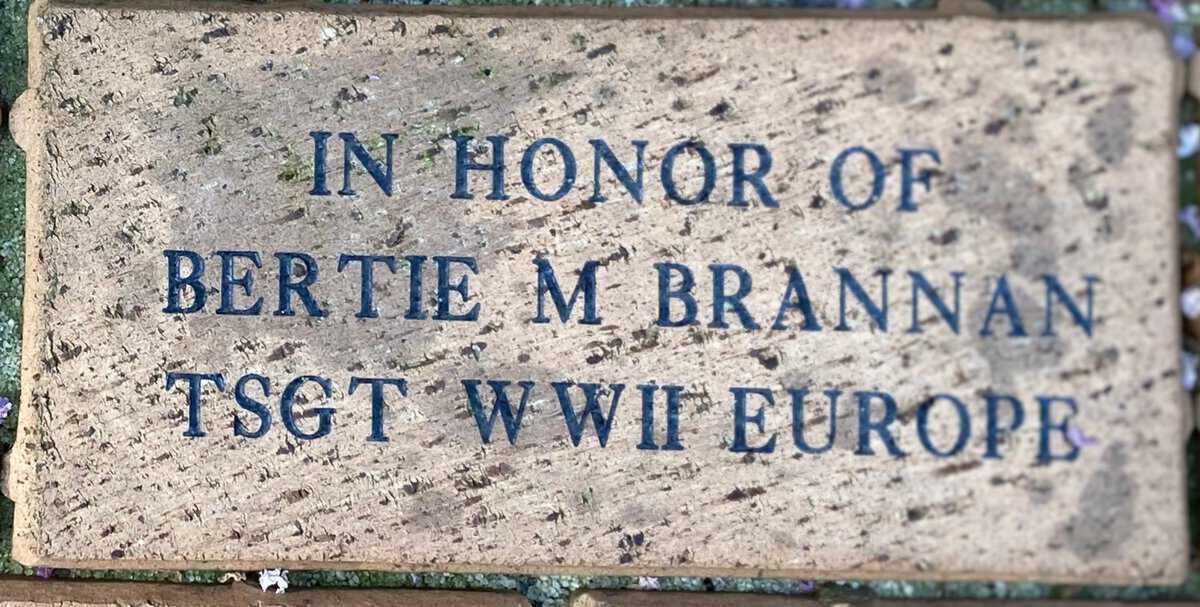 IN HONOR OF
BERTIE M BRANNAN
TSGT WWII EUROPE